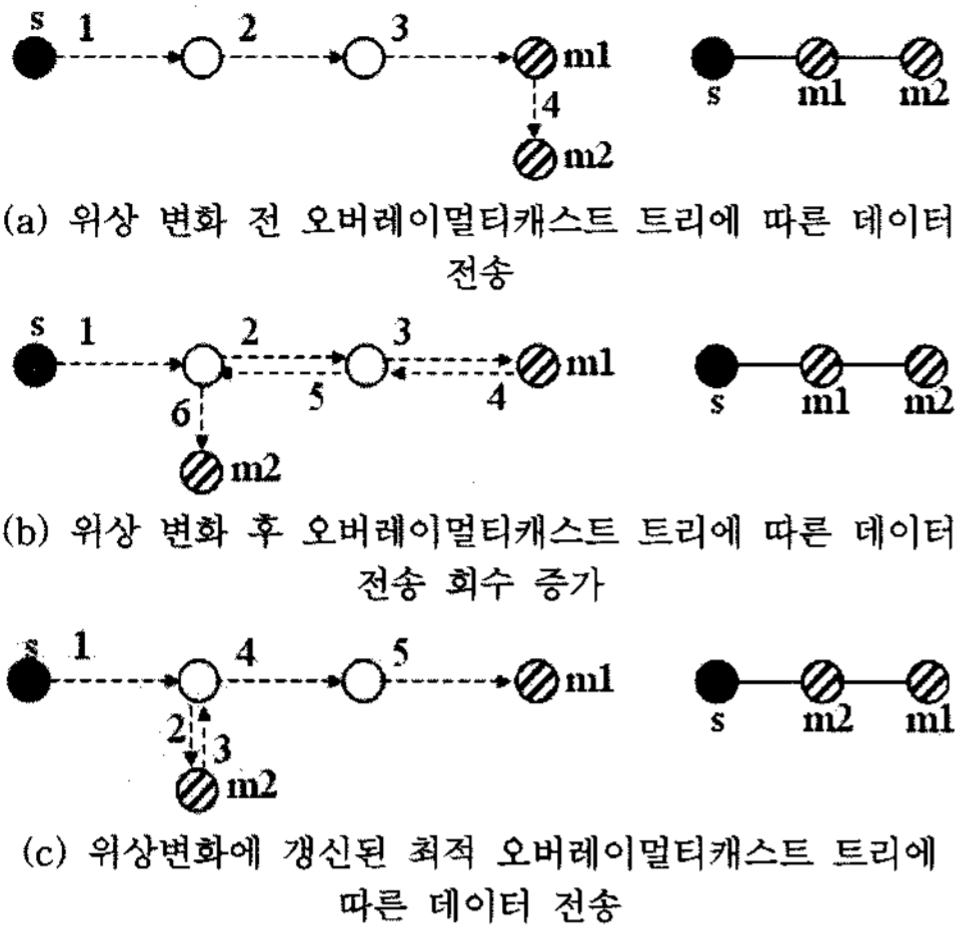 s 1 2 3 m1
4
m2
s m1 m2
(a) 위상 변화 전 오버레이멀티캐스트 트리에 따른 데이터
전송
s 1 2 3 m1
5 4
6
m2
s m1 m2
(b) 위상 변화 후 오버레이멀티캐스트 트리에 따른 데이터
전송 회수 증가
s 1 4 5 m1
2 3
m2
s m2 m1
(c) 위상변화에 갱신된 최적 오버레이멀티캐스트 트리에
따른 데이터 전송